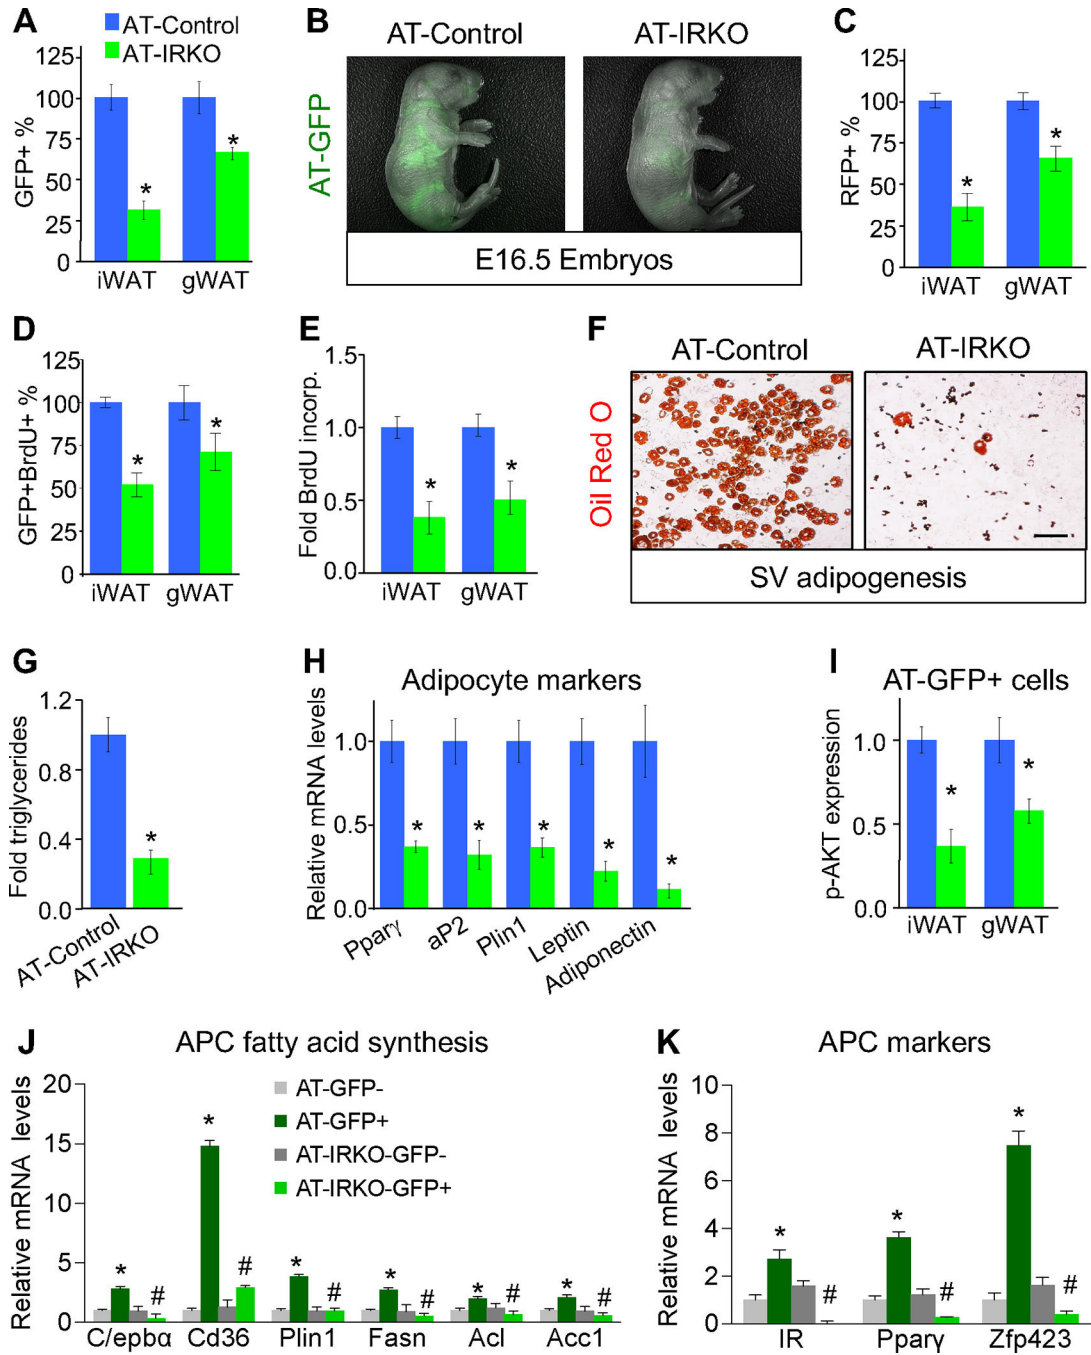 A
AT-Control
AT-IRKO
GFP+ %
125
100
75
50
25
0
iWAT
gWAT
B
AT-Control
AT-IRKO
AT-GFP
E16.5 Embryos
C
RFP+ %
125
100
75
50
25
0
*
*
iWAT
gWAT
D
GFP+BrdU+ %
125
100
75
50
25
0
*
*
iWAT
gWAT
E
Fold BrdU incorp.
1.5
1.0
0.5
0.0
*
*
iWAT
gWAT
F
AT-Control
AT-IRKO
Oil Red O
SV adipogenesis
G
Fold triglycerides
1.2
0.8
0.4
0.0
*
AT-Control
AT-IRKO
H
Adipocyte markers
Relative mRNA levels
1.0
0.5
0.0
* * * * *
Pparγ
aP2
Plin1
Leptin
Adiponectin
I
AT-GFP+ cells
p-AKT expression
1.0
0.5
0.0
*
*
iWAT
gWAT
J
APC fatty acid synthesis
Relative mRNA levels
20
15
10
5
0
AT-GFP-
AT-GFP+
AT-IRKO-GFP-
AT-IRKO-GFP+
* # * # * # * # * # * #
C/epbα Cd36 Plin1 Fasn Acl Acc1
K
APC markers
Relative mRNA levels
10
8
6
4
2
0
* # * # * #
IR Pparγ Zfp423